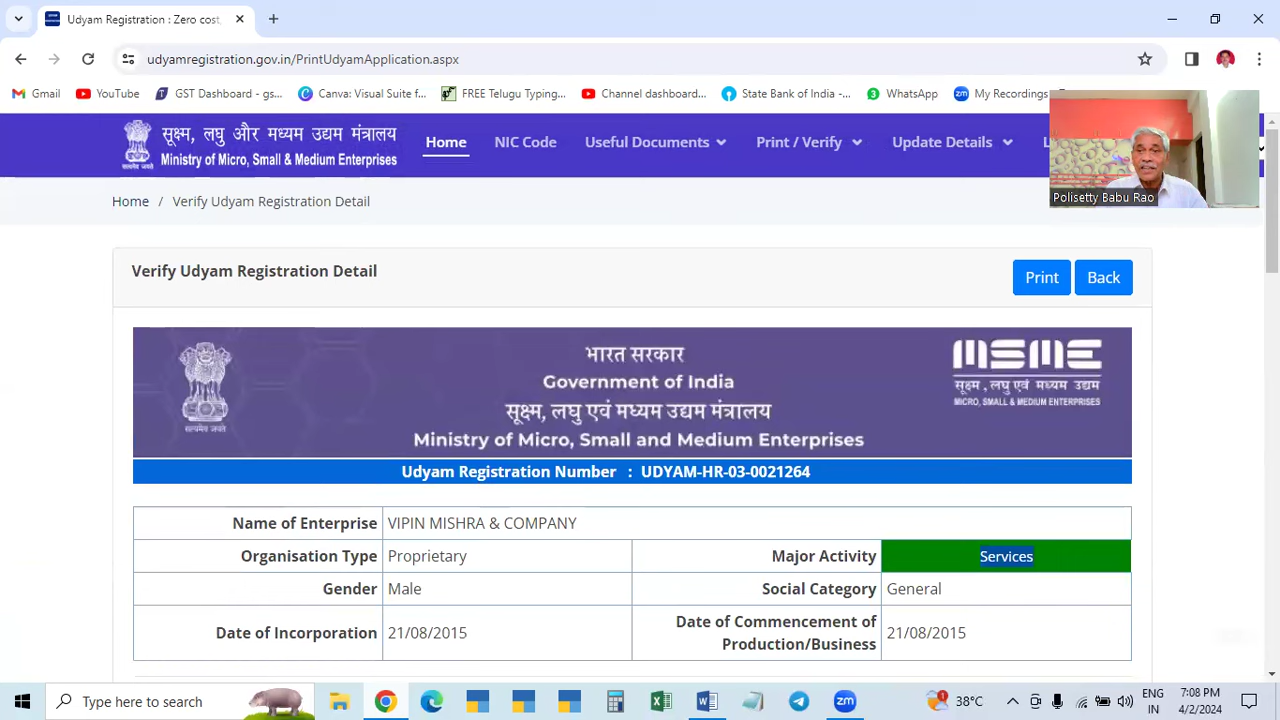 Udyam Registration : Zero cost,
udyamregistration.gov.in/PrintUdyamApplication.aspx
Gmail
YouTube
GST Dashboard - gs...
Canva: Visual Suite f...
FREE Telugu Typing...
Channel dashboard...
State Bank of India -...
WhatsApp
My Recordings
सूक्ष्म, लघु और मध्यम उद्यम मंत्रालय
Ministry of Micro, Small & Medium Enterprises
Home
NIC Code
Useful Documents
Print / Verify
Update Details
L
Polisetty Babu Rao
Home / Verify Udyam Registration Detail
Verify Udyam Registration Detail
Print
Back
सत्यमेव जयते
भारत सरकार
Government of India
सूक्ष्म, लघु एवं मध्यम उद्यम मंत्रालय
Ministry of Micro, Small and Medium Enterprises
MSME
सूक्ष्म, लघु एवं मध्यम उद्यम
MICRO, SMALL & MEDIUM ENTERPRISES
Udyam Registration Number : UDYAM-HR-03-0021264
Name of Enterprise VIPIN MISHRA & COMPANY
Organisation Type Proprietary Major Activity Services
Gender Male Social Category General
Date of Incorporation 21/08/2015 Date of Commencement of
Production/Business 21/08/2015
Type here to search
38°C
ENG
IN
7:08 PM
4/2/2024